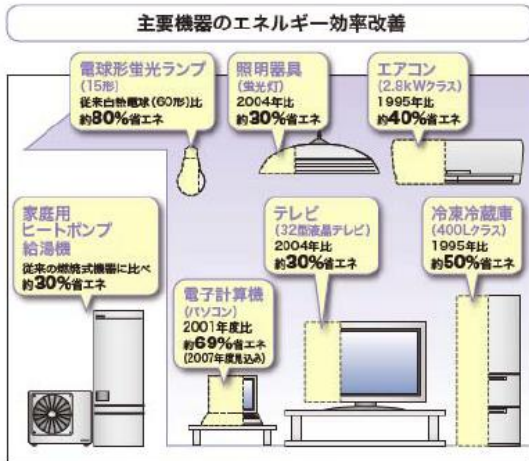 主要機器のエネルギー効率改善
電球形蛍光ランプ
(15形)
従来白熱電球(60形)比
約80%省エネ
照明器具
(蛍光灯)
2004年比
約30%省エネ
エアコン
(2.8kWクラス)
1995年比
約40%省エネ
家庭用
ヒートポンプ
給湯機
従来の燃焼式機器に比べ
約30%省エネ
電子計算機
(パソコン)
2001年度比
約69%省エネ
(2007年度見込み)
テレビ
(32型液晶テレビ)
2004年比
約30%省エネ
冷凍冷蔵庫
(400Lクラス)
1995年比
約50%省エネ